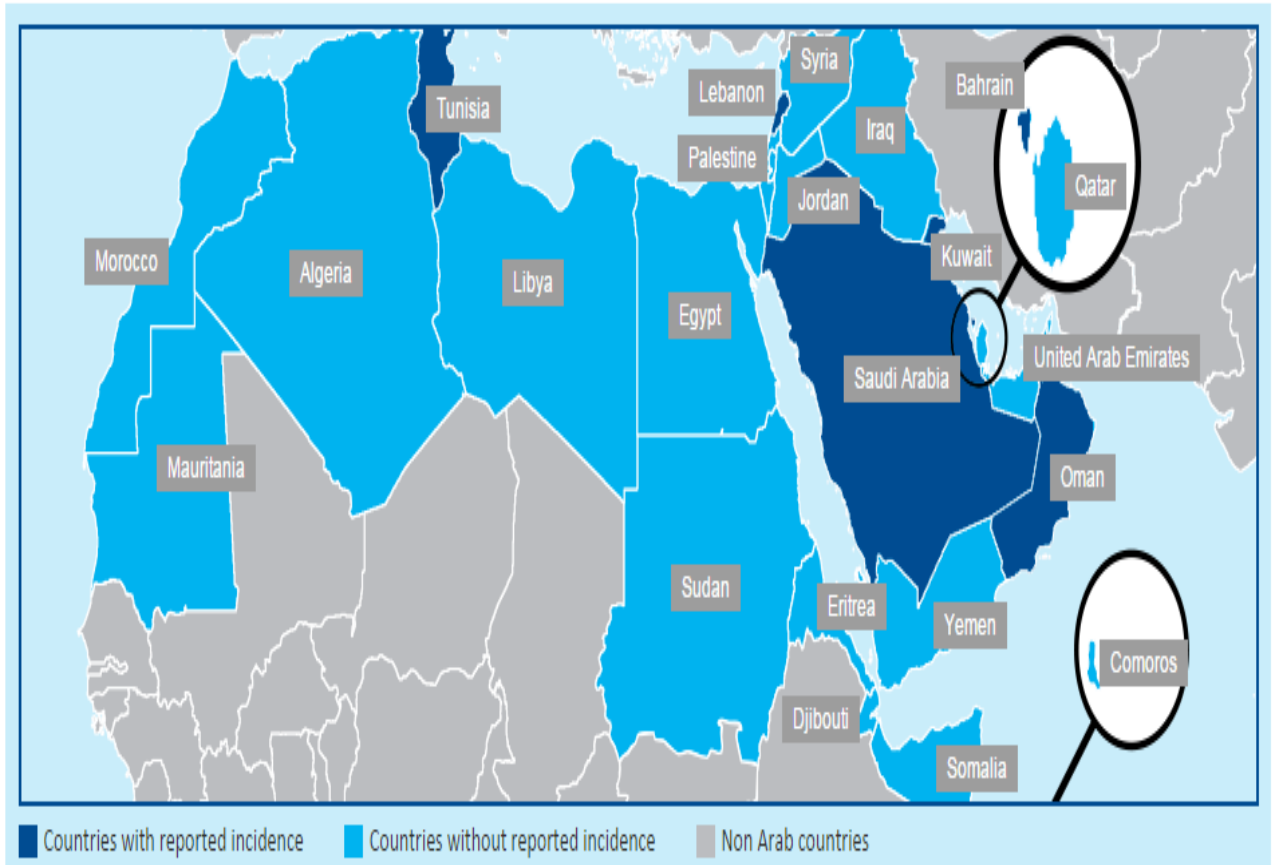 Syria
Bahrain
Lebanon
Tunisia
Iraq
Palestine
Qatar
Jordan
Kuwait
Morocco
Algeria
Libya
Egypt
United Arab Emirates
Saudi Arabia
Mauritania
Oman
Sudan
Eritrea
Yemen
Comoros
Djibouti
Somalia
Countries with reported incidence
Countries without reported incidence
Non Arab countries